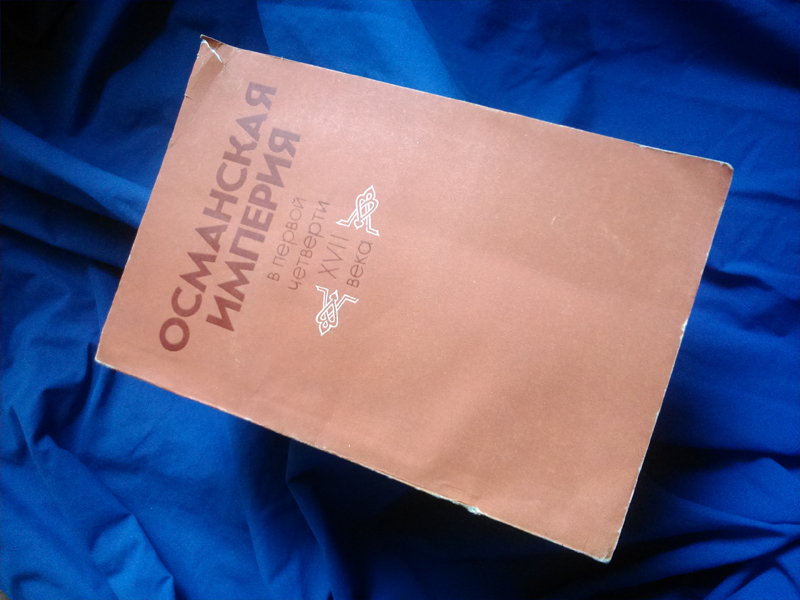 ОСМАНСКАЯ
ИМПЕРИЯ
в первой
четверти
XVII
века